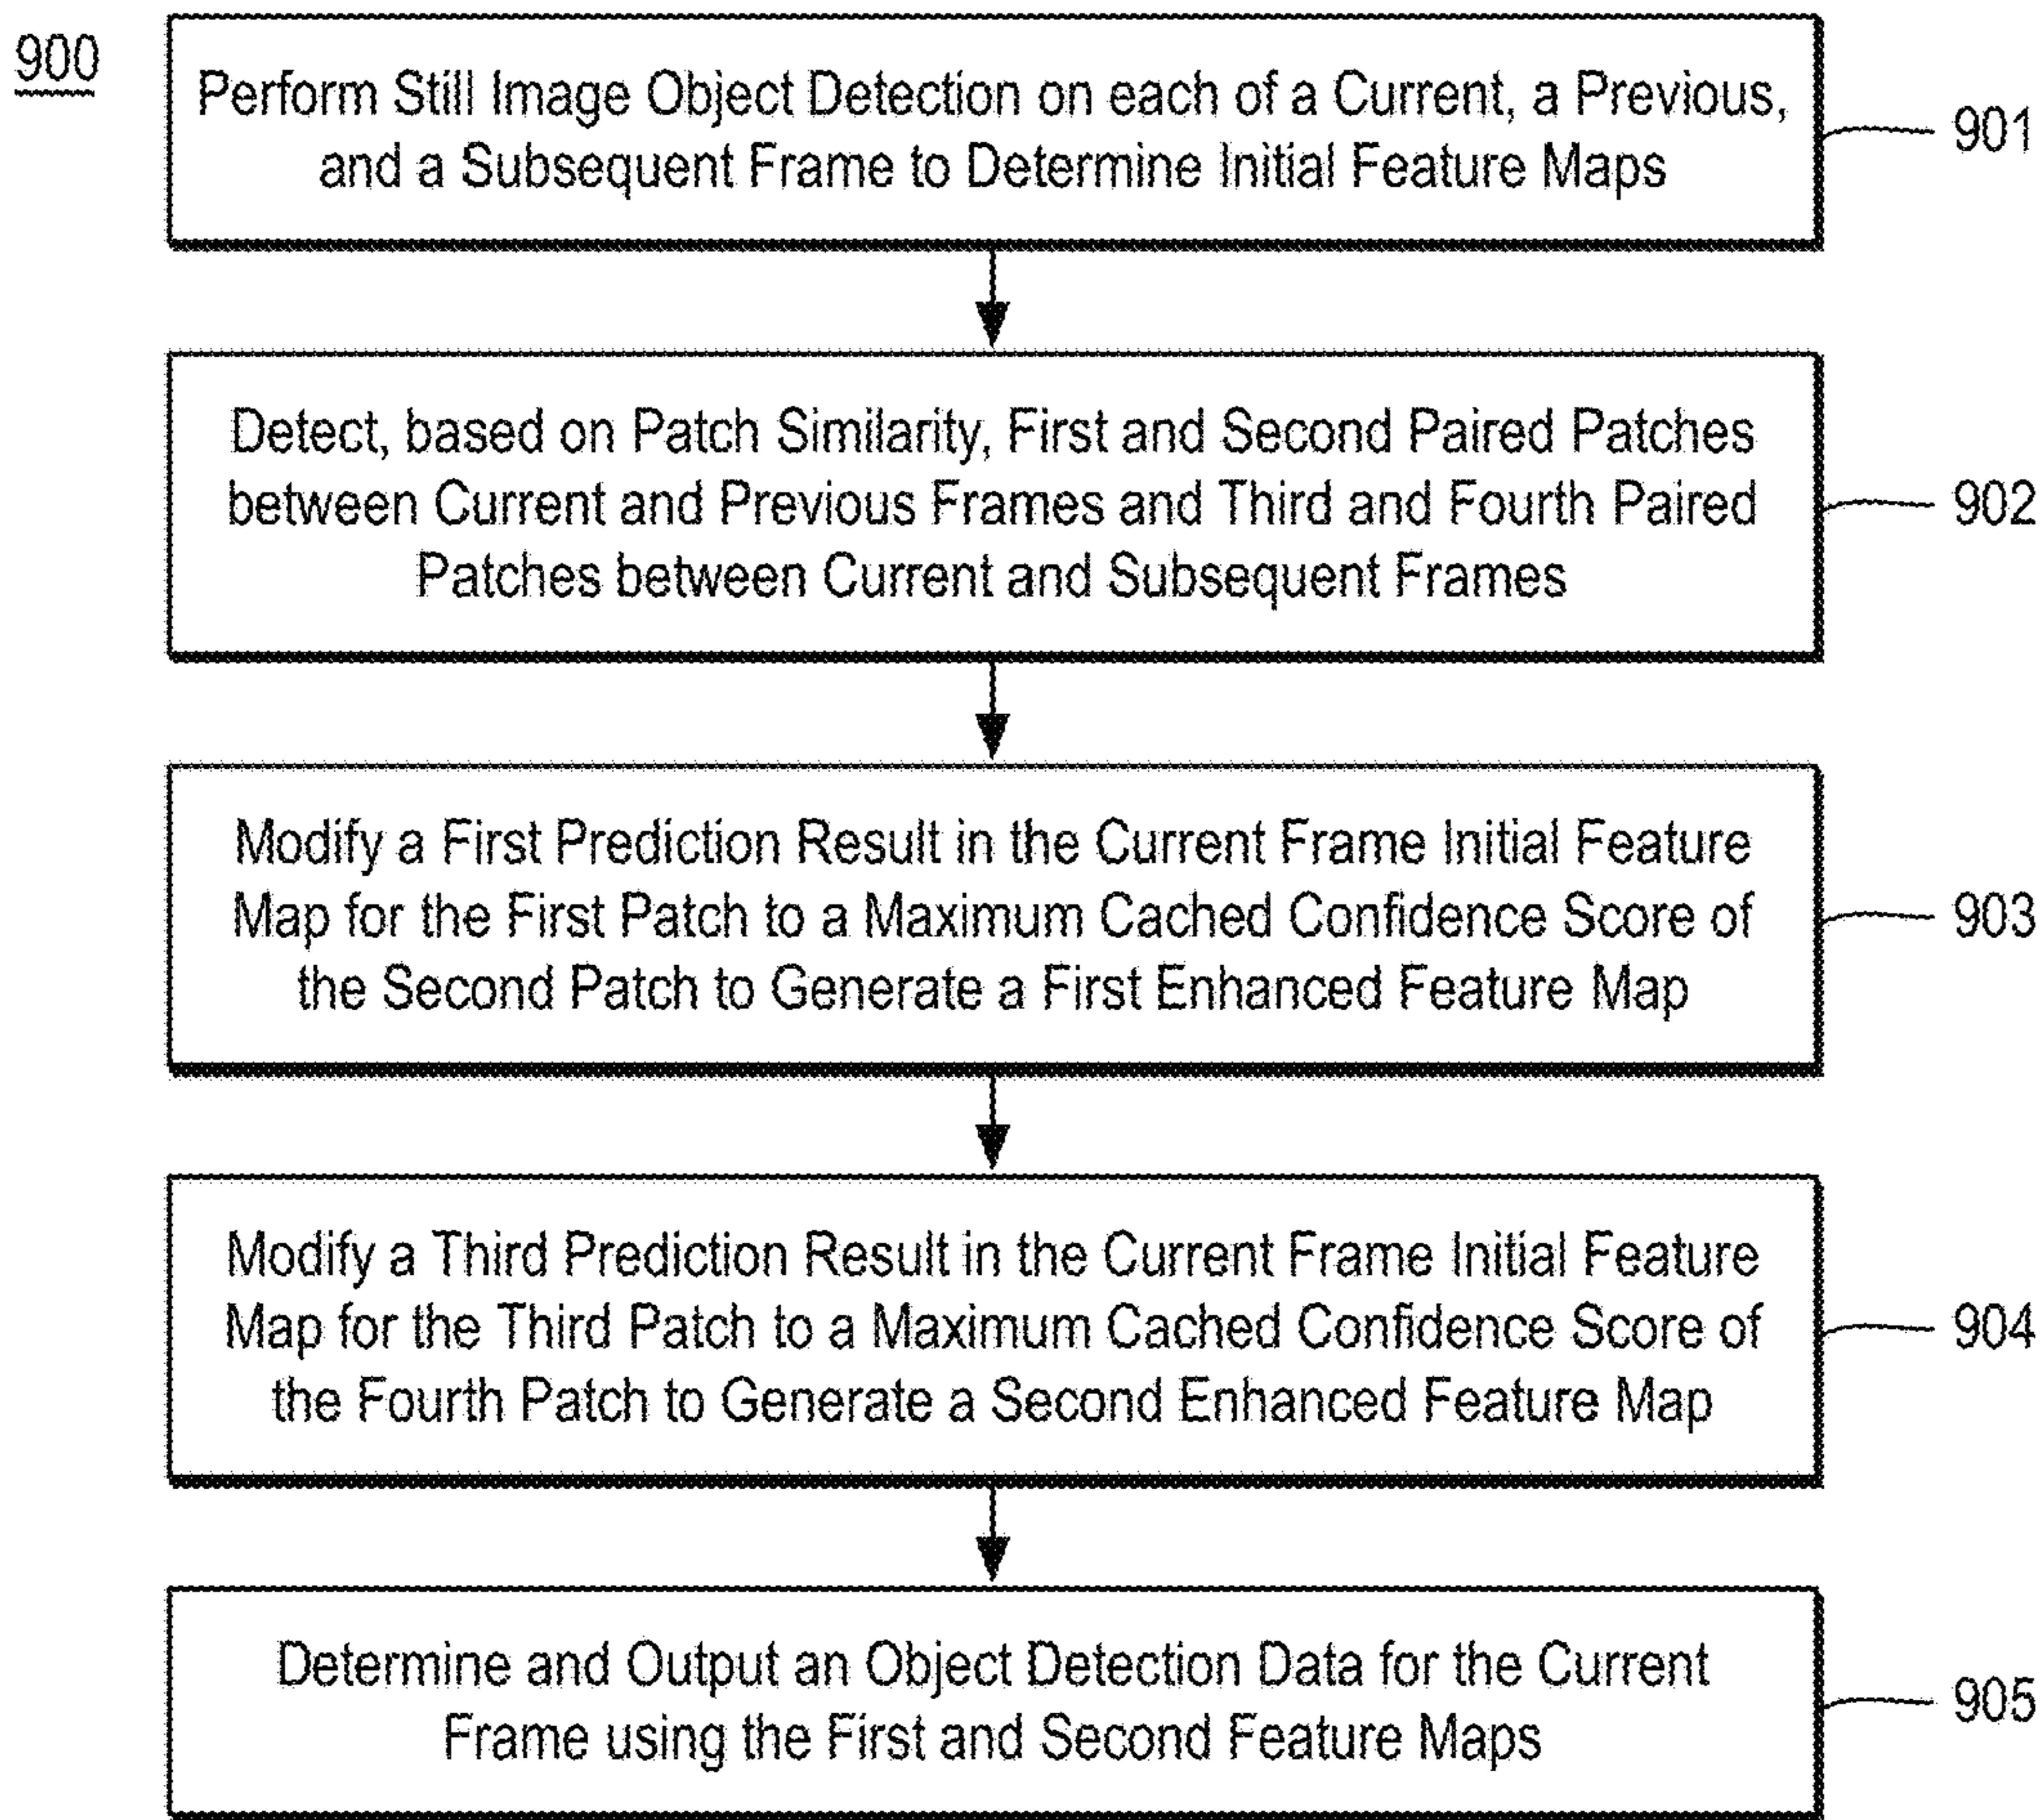 900
Perform Still Image Object Detection on each of a Current, a Previous,
and a Subsequent Frame to Determine Initial Feature Maps
901
Detect, based on Patch Similarity, First and Second Paired Patches
between Current and Previous Frames and Third and Fourth Paired
Patches between Current and Subsequent Frames
902
Modify a First Prediction Result in the Current Frame Initial Feature
Map for the First Patch to a Maximum Cached Confidence Score of
the Second Patch to Generate a First Enhanced Feature Map
903
Modify a Third Prediction Result in the Current Frame Initial Feature
Map for the Third Patch to a Maximum Cached Confidence Score of
the Fourth Patch to Generate a Second Enhanced Feature Map
904
Determine and Output an Object Detection Data for the Current
Frame using the First and Second Feature Maps
905